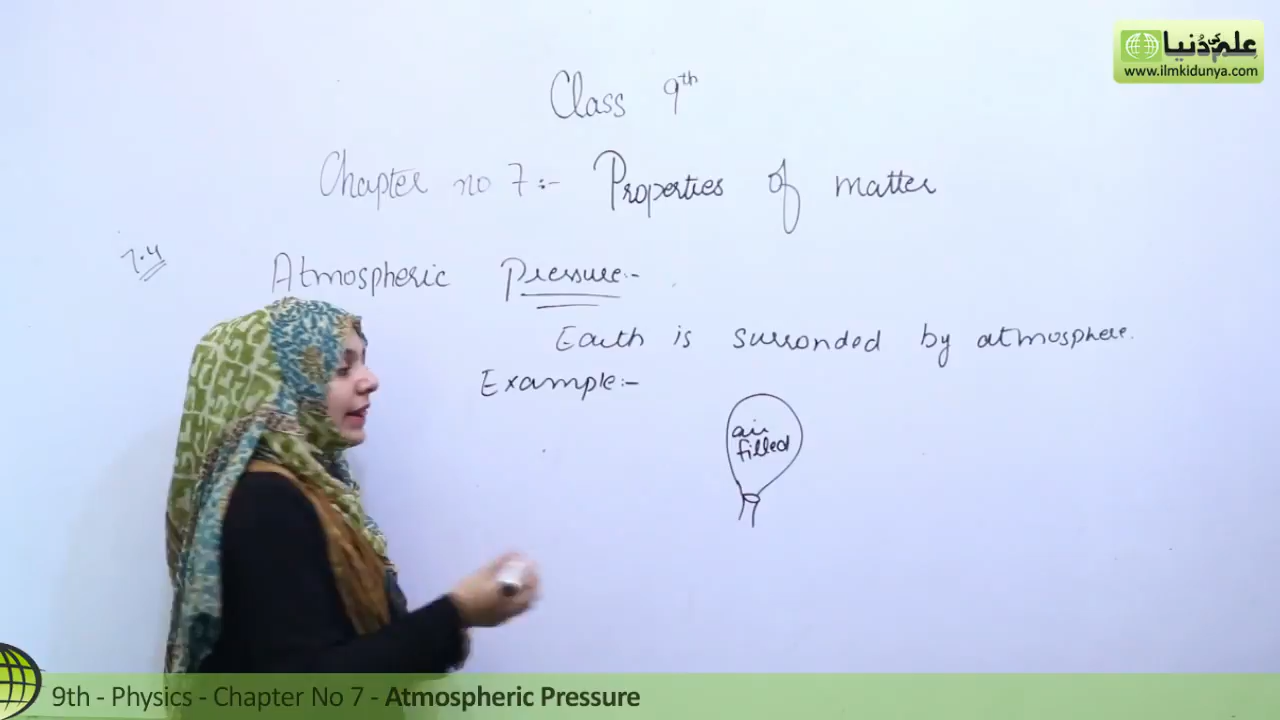 علم کی دُنیا
www.ilmkidunya.com
Class 9th
Chapter no 7:- Properties of matter
7.4
Atmospheric Pressure:-
Earth is surronded by atmosphere.
Example:-
air
filled
9th - Physics - Chapter No 7 - Atmospheric Pressure